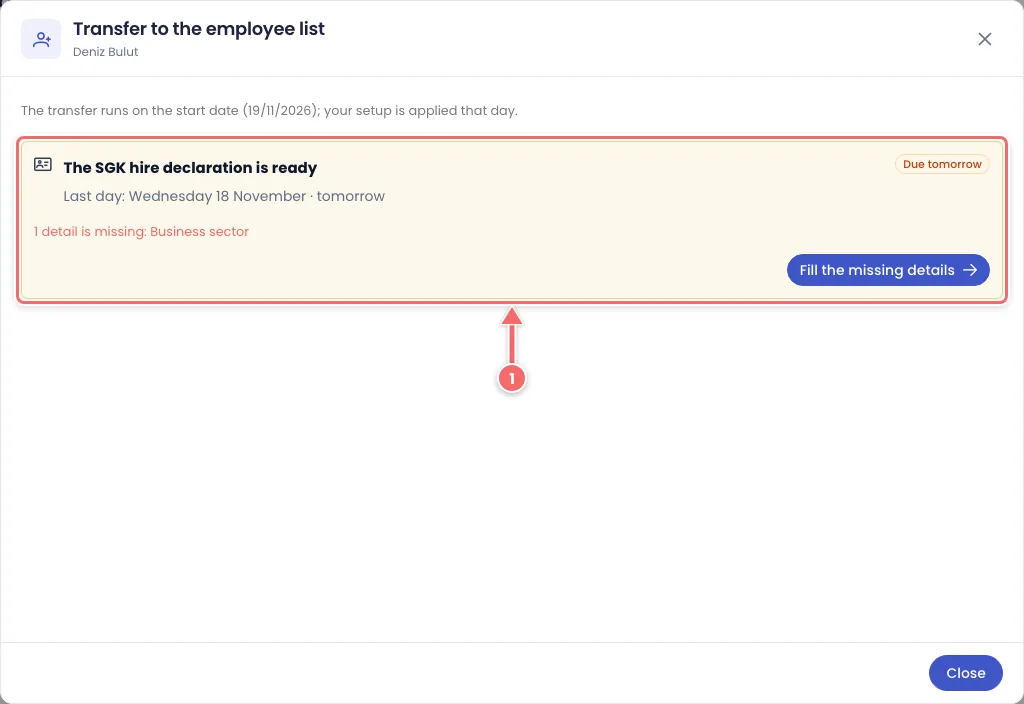 Transfer to the employee list
Deniz Bulut
The transfer runs on the start date (19/11/2026); your setup is applied that day.
The SGK hire declaration is ready
Due tomorrow
Last day: Wednesday 18 November · tomorrow
1 detail is missing: Business sector
Fill the missing details
1
Close